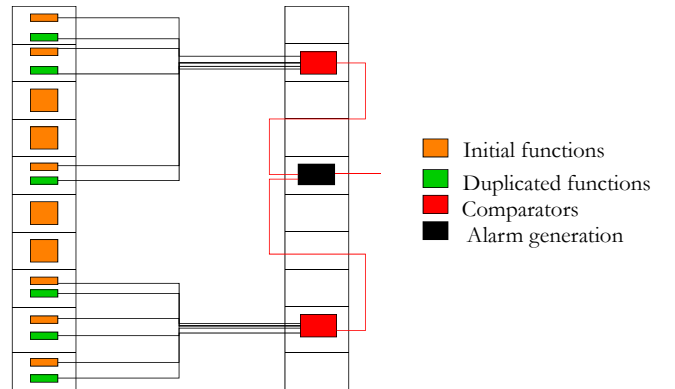 Initial functions
Duplicated functions
Comparators
Alarm generation